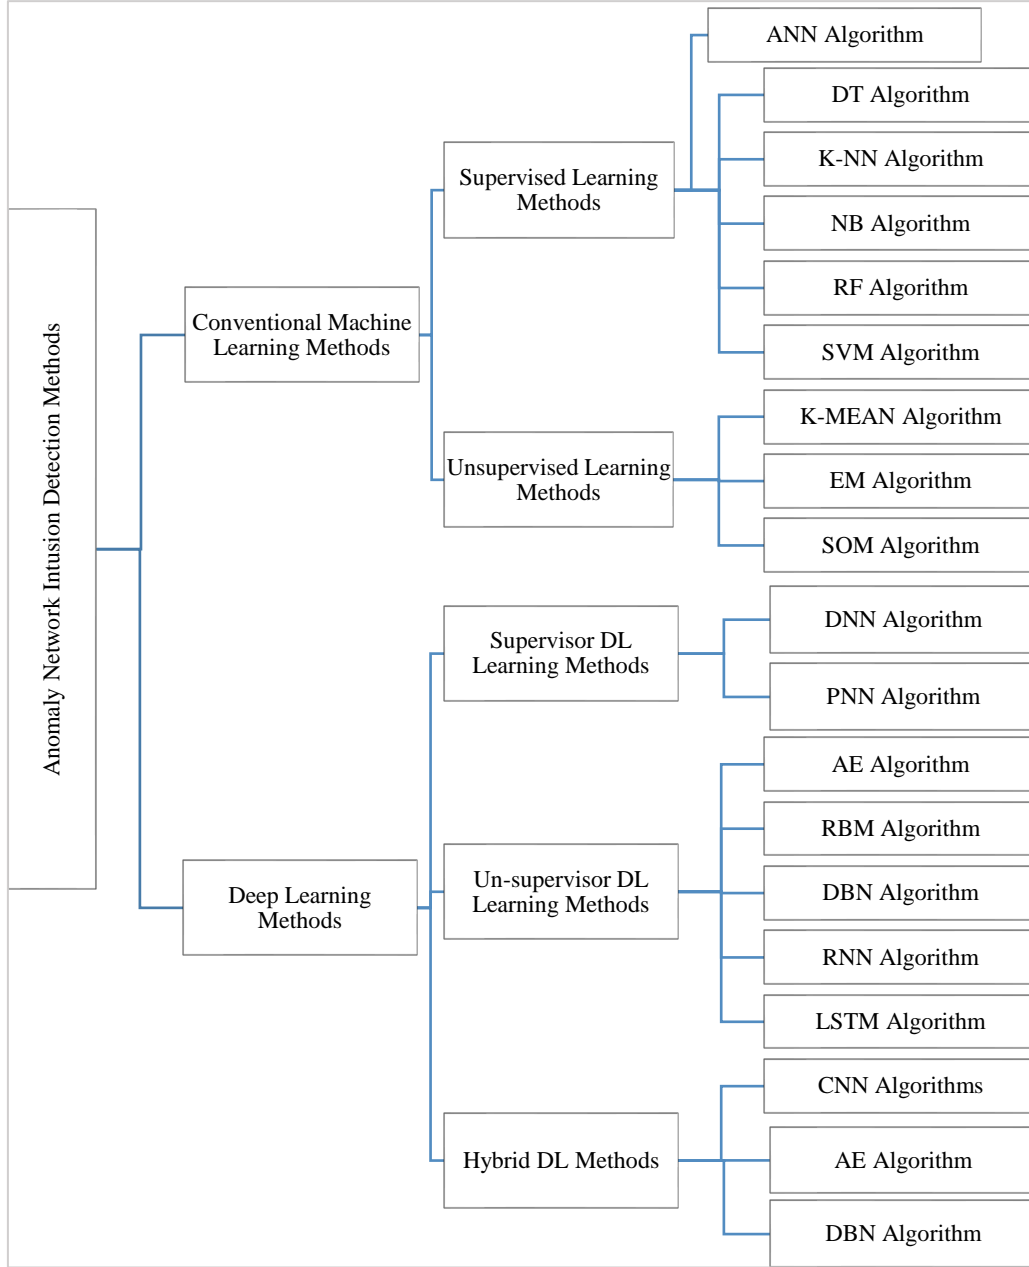 Anomaly Network Intusion Detection Methods
Conventional Machine
Learning Methods
Supervised Learning
Methods
ANN Algorithm
DT Algorithm
K-NN Algorithm
NB Algorithm
RF Algorithm
SVM Algorithm
Unsupervised Learning
Methods
K-MEAN Algorithm
EM Algorithm
SOM Algorithm
Deep Learning
Methods
Supervisor DL
Learning Methods
DNN Algorithm
PNN Algorithm
Un-supervisor DL
Learning Methods
AE Algorithm
RBM Algorithm
DBN Algorithm
RNN Algorithm
LSTM Algorithm
Hybrid DL Methods
CNN Algorithms
AE Algorithm
DBN Algorithm